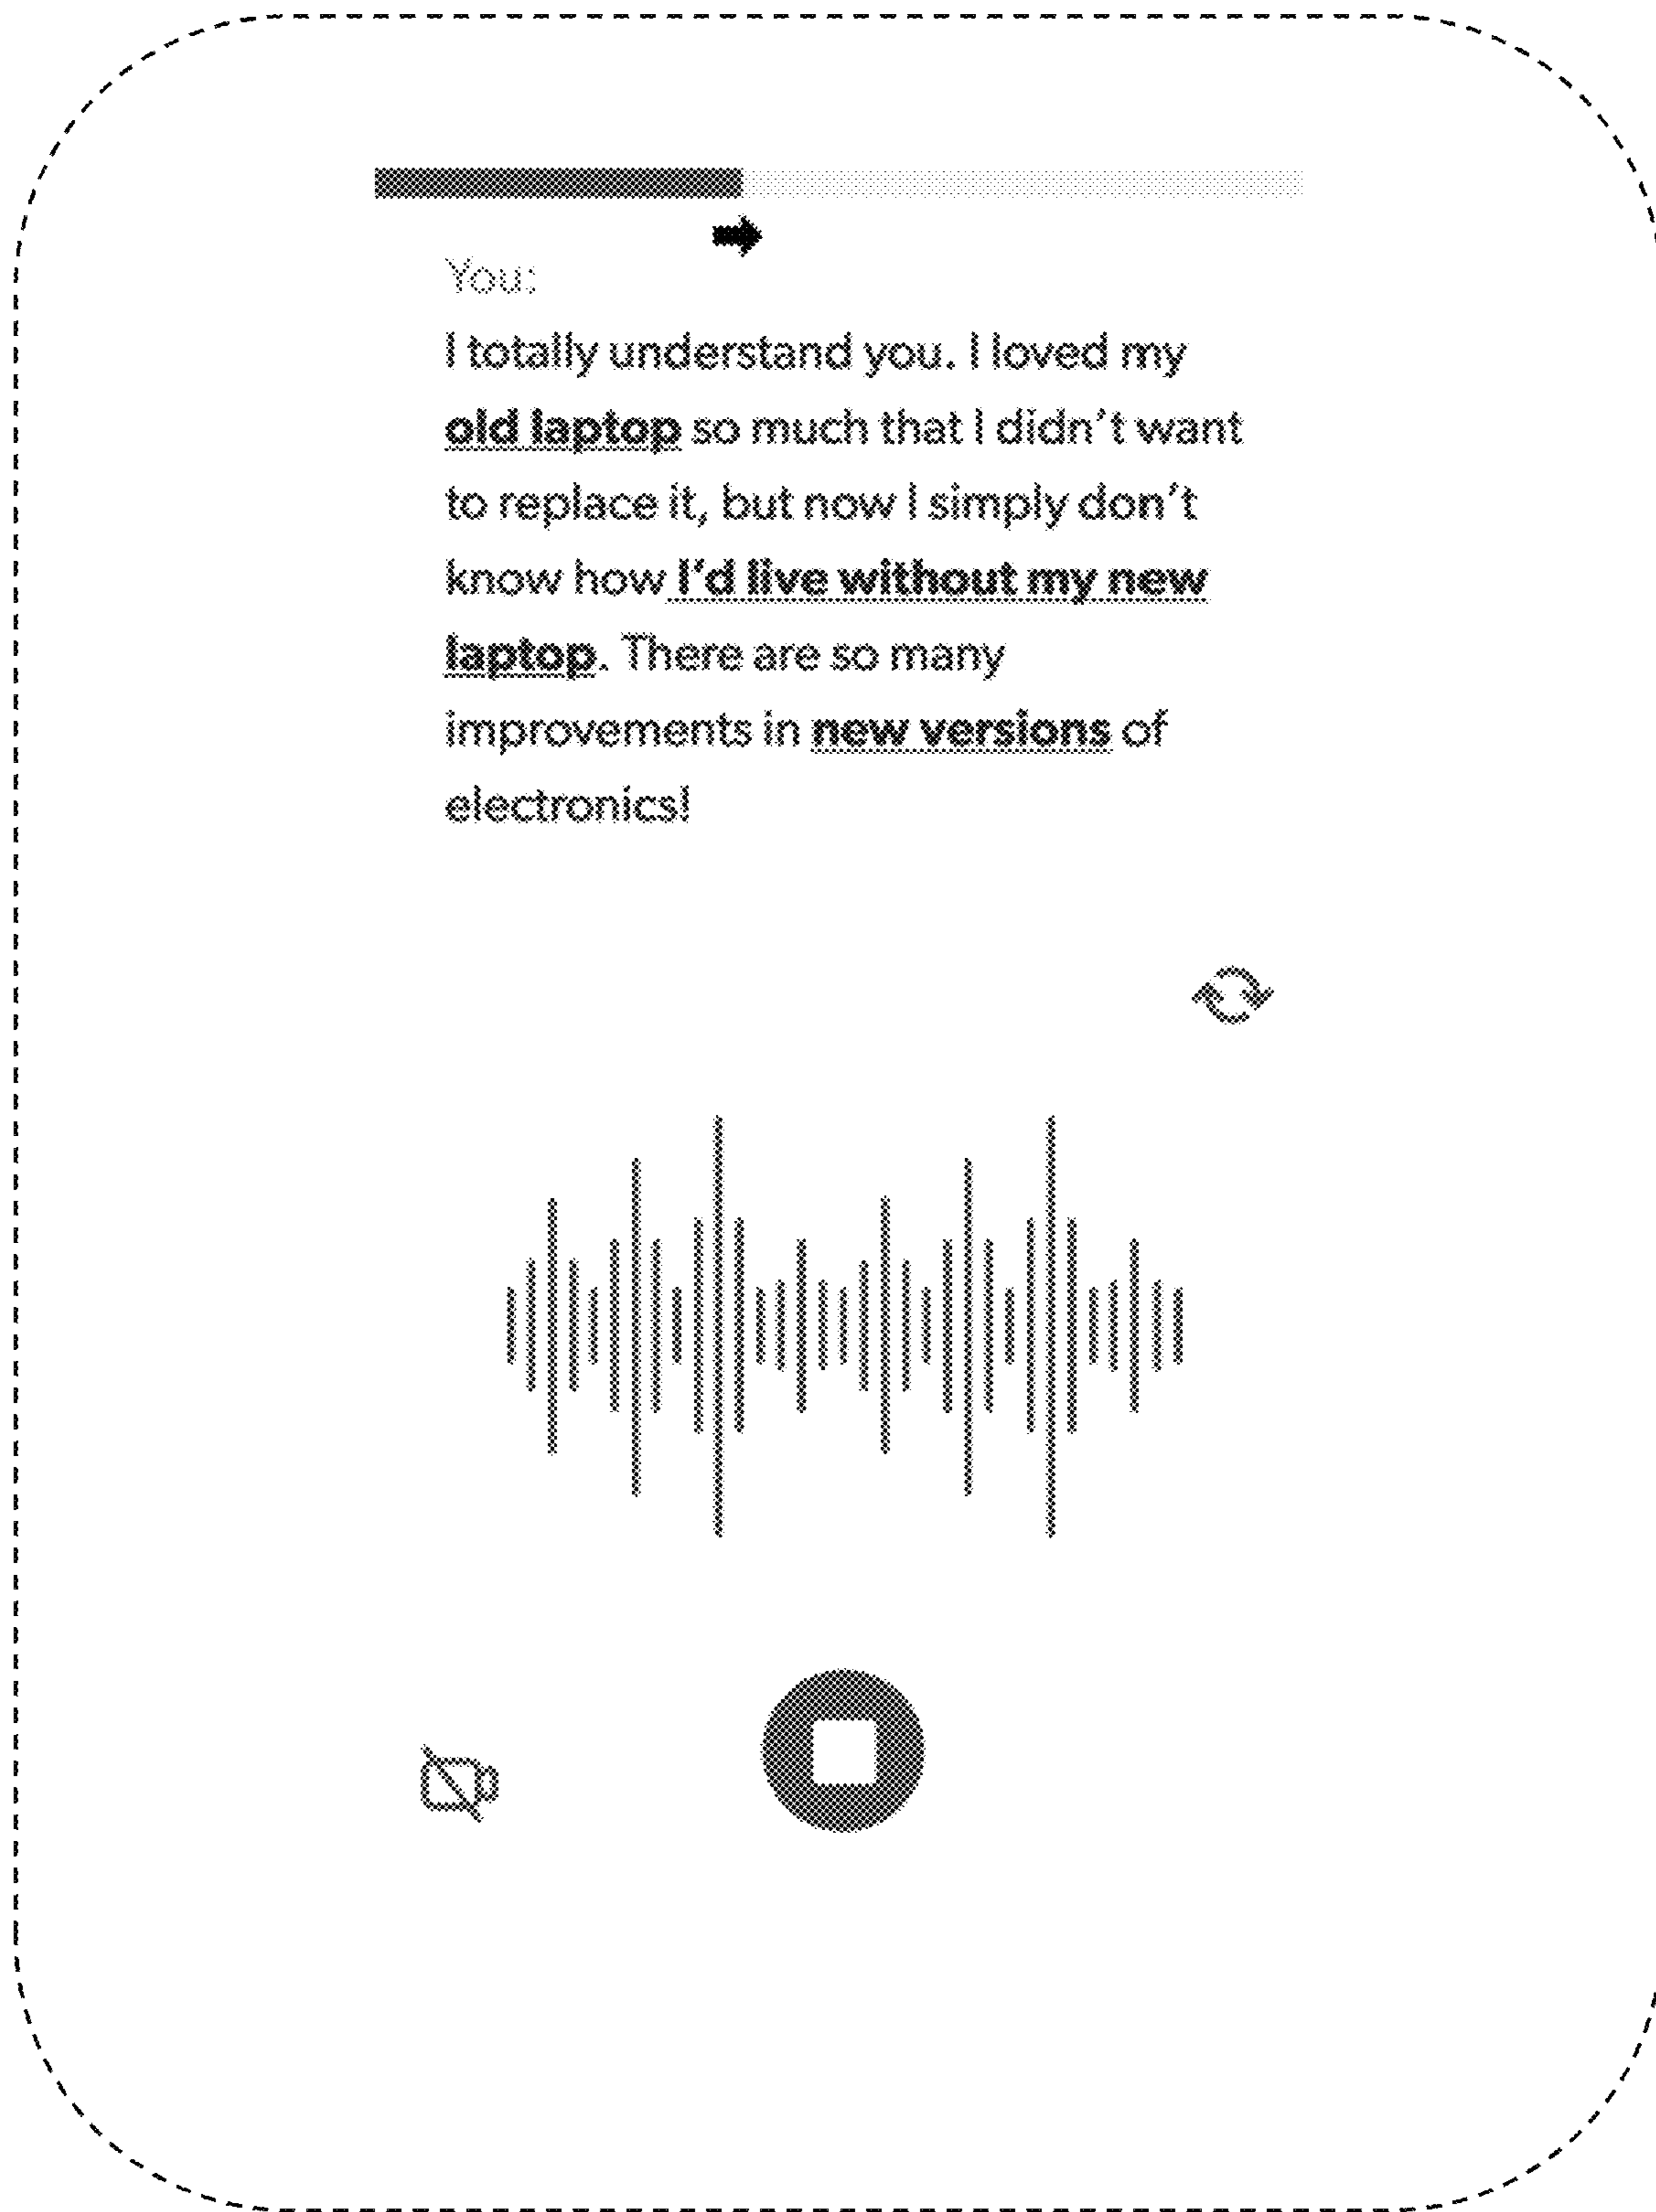 You:
I totally understand you. I loved my
old laptop so much that I didn’t want
to replace it, but now I simply don’t
know how I’d live without my new
laptop. There are so many
improvements in new versions of
electronics!